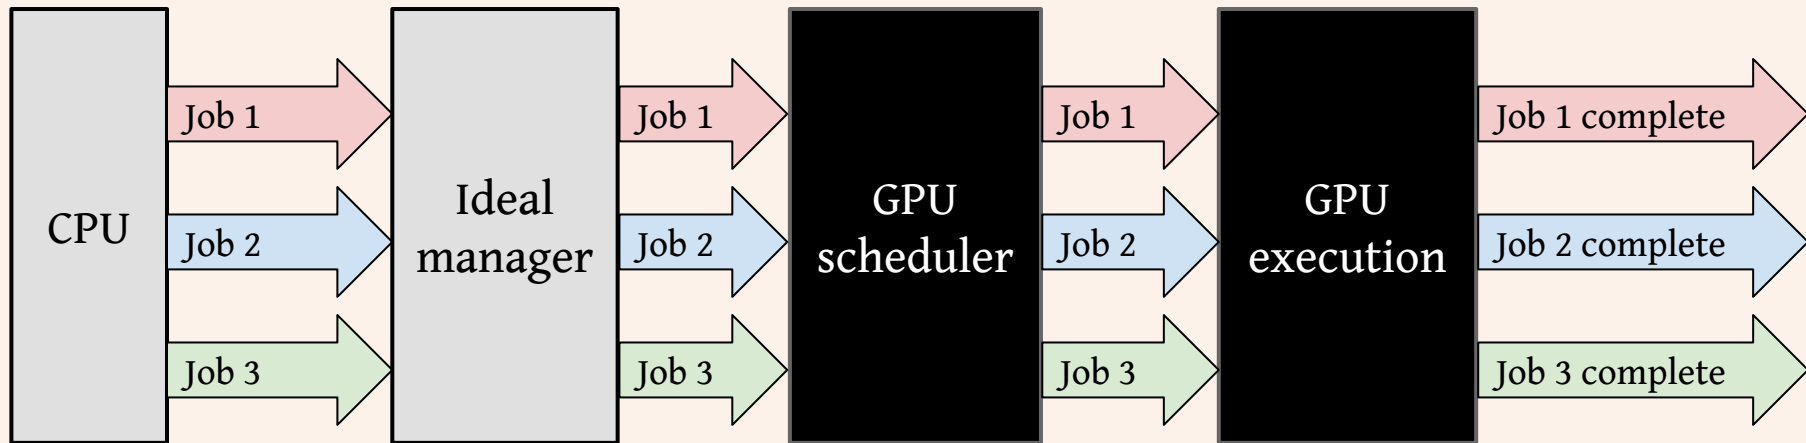 CPU
Job 1
Job 2
Job 3
Ideal
manager
Job 1
Job 2
Job 3
GPU
scheduler
Job 1
Job 2
Job 3
GPU
execution
Job 1 complete
Job 2 complete
Job 3 complete